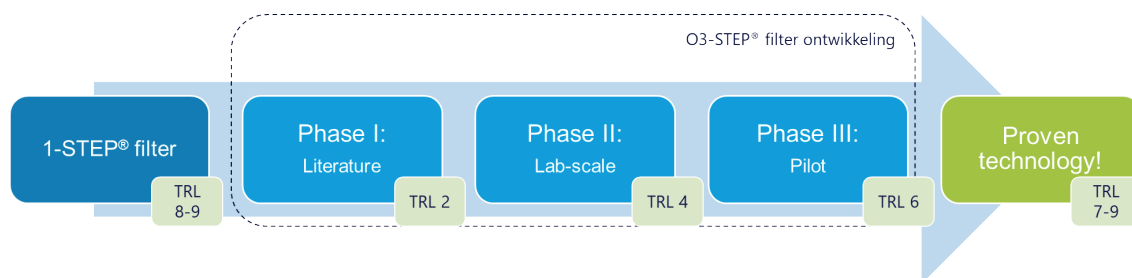 O3-STEP® filter ontwikkeling
1-STEP® filter
TRL
8-9
Phase I:
Literature
TRL 2
Phase II:
Lab-scale
TRL 4
Phase III:
Pilot
TRL 6
Proven
technology!
TRL
7-9